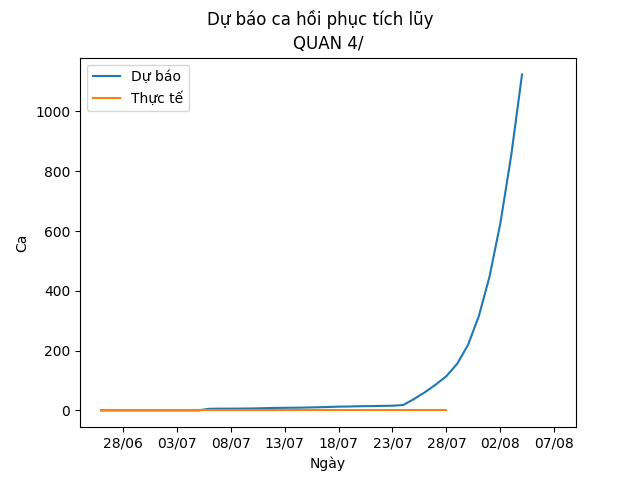 Dự báo ca hồi phục tích lũy
QUAN 4/
Dự báo
Thực tế
1000
800
600
400
200
0
Ca
28/06 03/07 08/07 13/07 18/07 23/07 28/07 02/08 07/08
Ngày